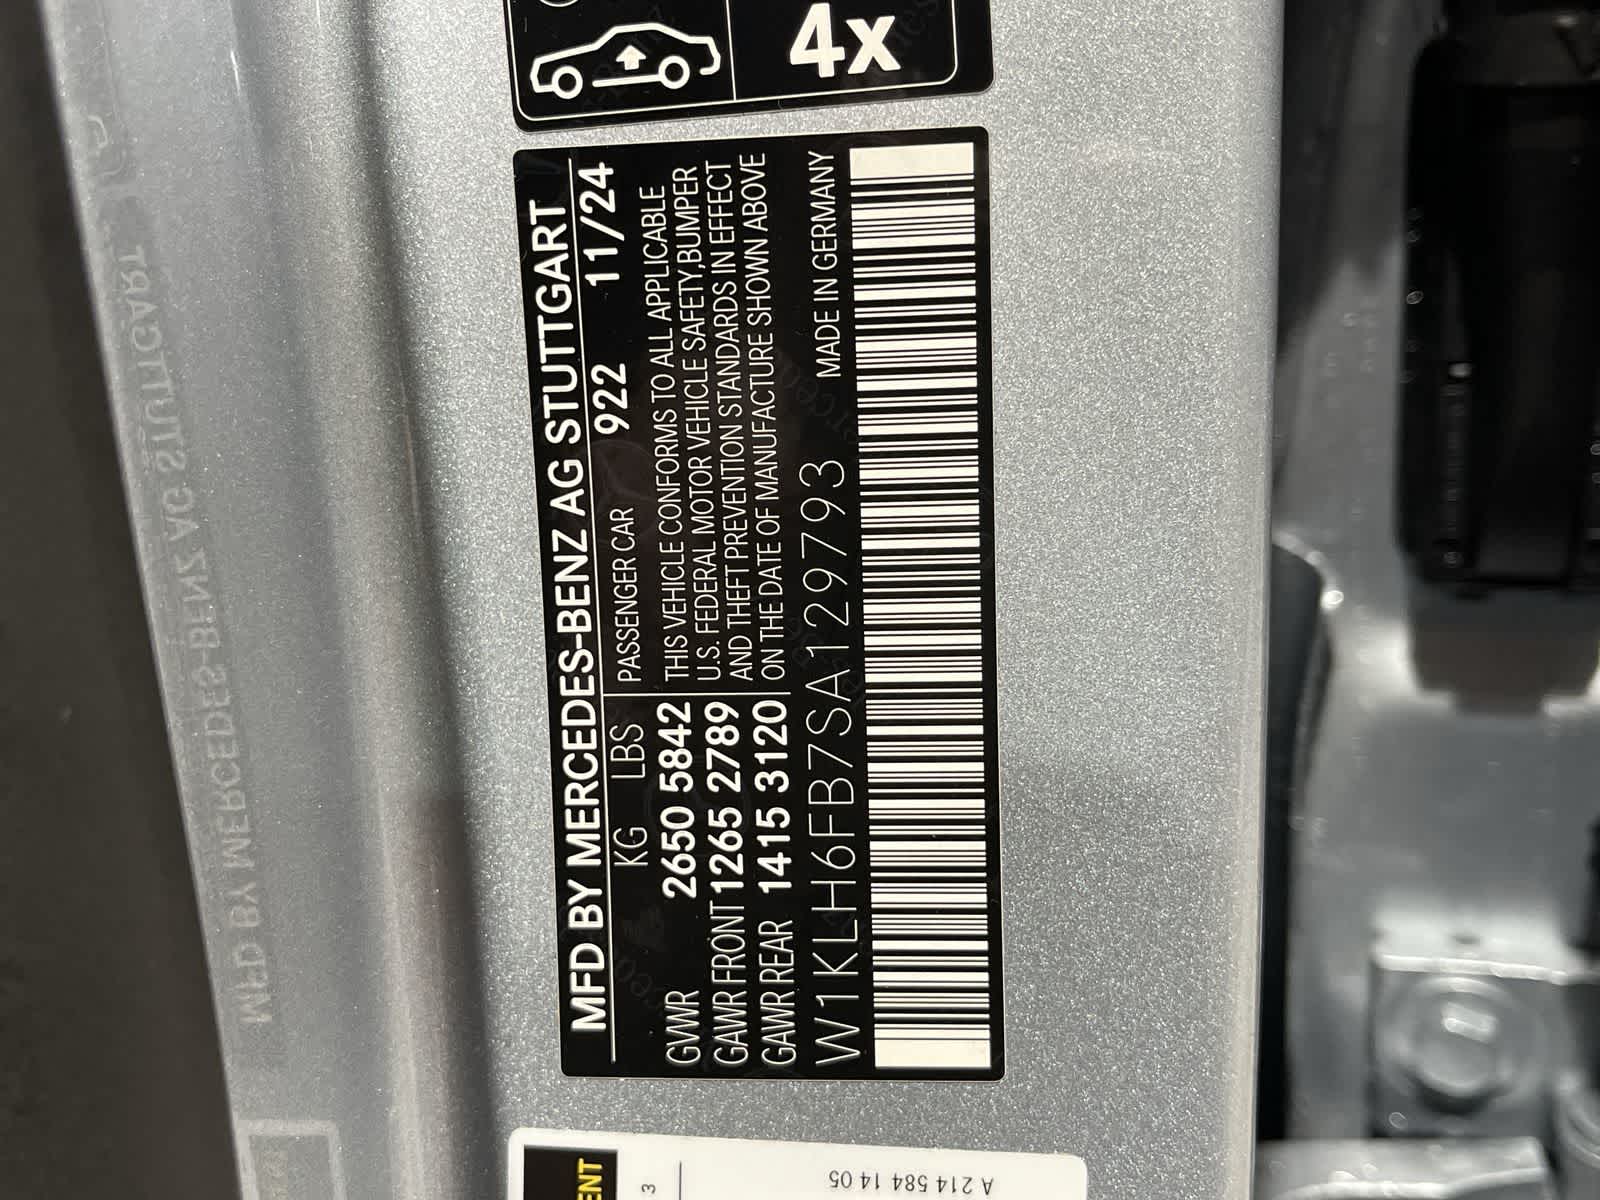 4x
MFD BY MERCEDES-BENZ AG STUTTGART
KG LBS PASSENGER CAR 922 11/24
GVWR 2650 5842
GAWR FRONT 1265 2789
GAWR REAR 1415 3120
THIS VEHICLE CONFORMS TO ALL APPLICABLE
U.S. FEDERAL MOTOR VEHICLE SAFETY,BUMPER
AND THEFT PREVENTION STANDARDS IN EFFECT
ON THE DATE OF MANUFACTURE SHOWN ABOVE
W1KLH6FB7SA129793 MADE IN GERMANY
ENT
3
A 214 584 14 05